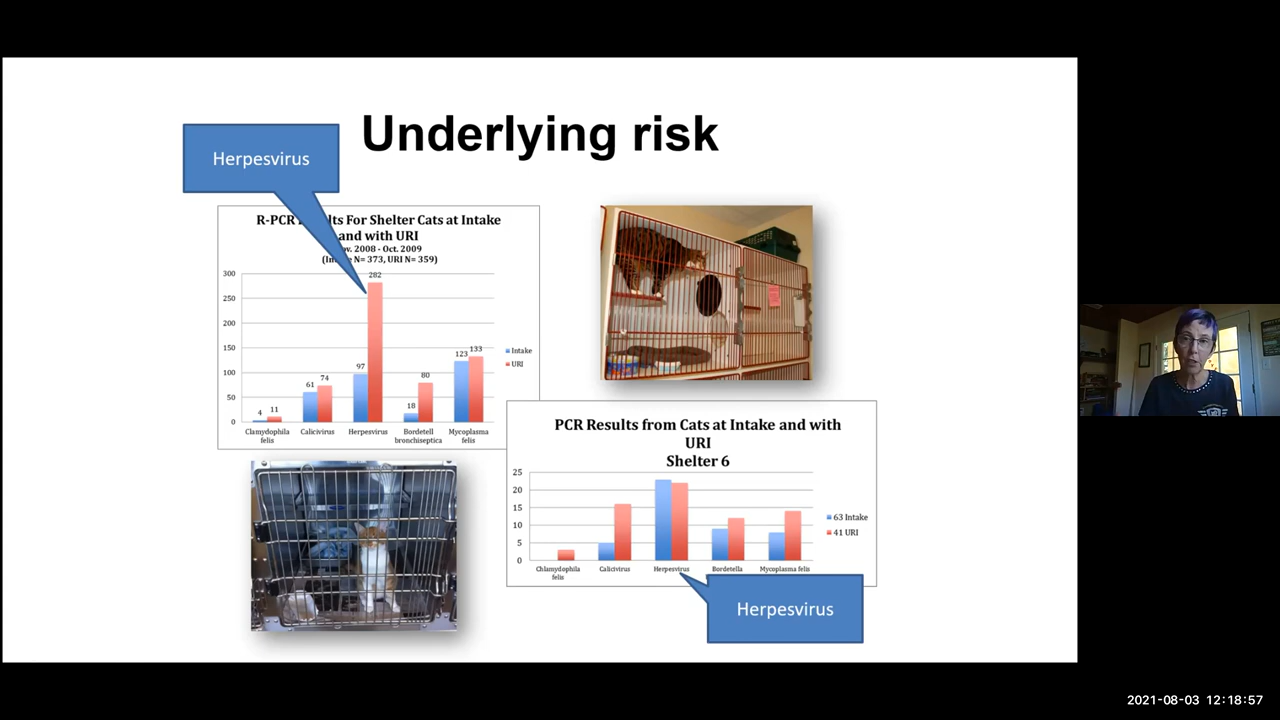 Underlying risk
Herpesvirus
R-PCR Results For Shelter Cats at Intake
and with URI
ov. 2008 - Oct. 2009
N= 373, URI N= 359)
300
250
200
150
100
50
0
4
11
61
74
97
282
18
80
123
133
Intake
URI
Clamydophila
felis
Calicivirus
Herpesvirus
Bordetell
bronchiseptica
Mycoplasma
felis
PCR Results from Cats at Intake and with
URI
Shelter 6
25
20
15
10
5
0
63 Intake
41 URI
Chlamydophila
felis
Calicivirus
Herpesvirus
Bordetella
Mycoplasma felis
Herpesvirus
2021-08-03 12:18:57